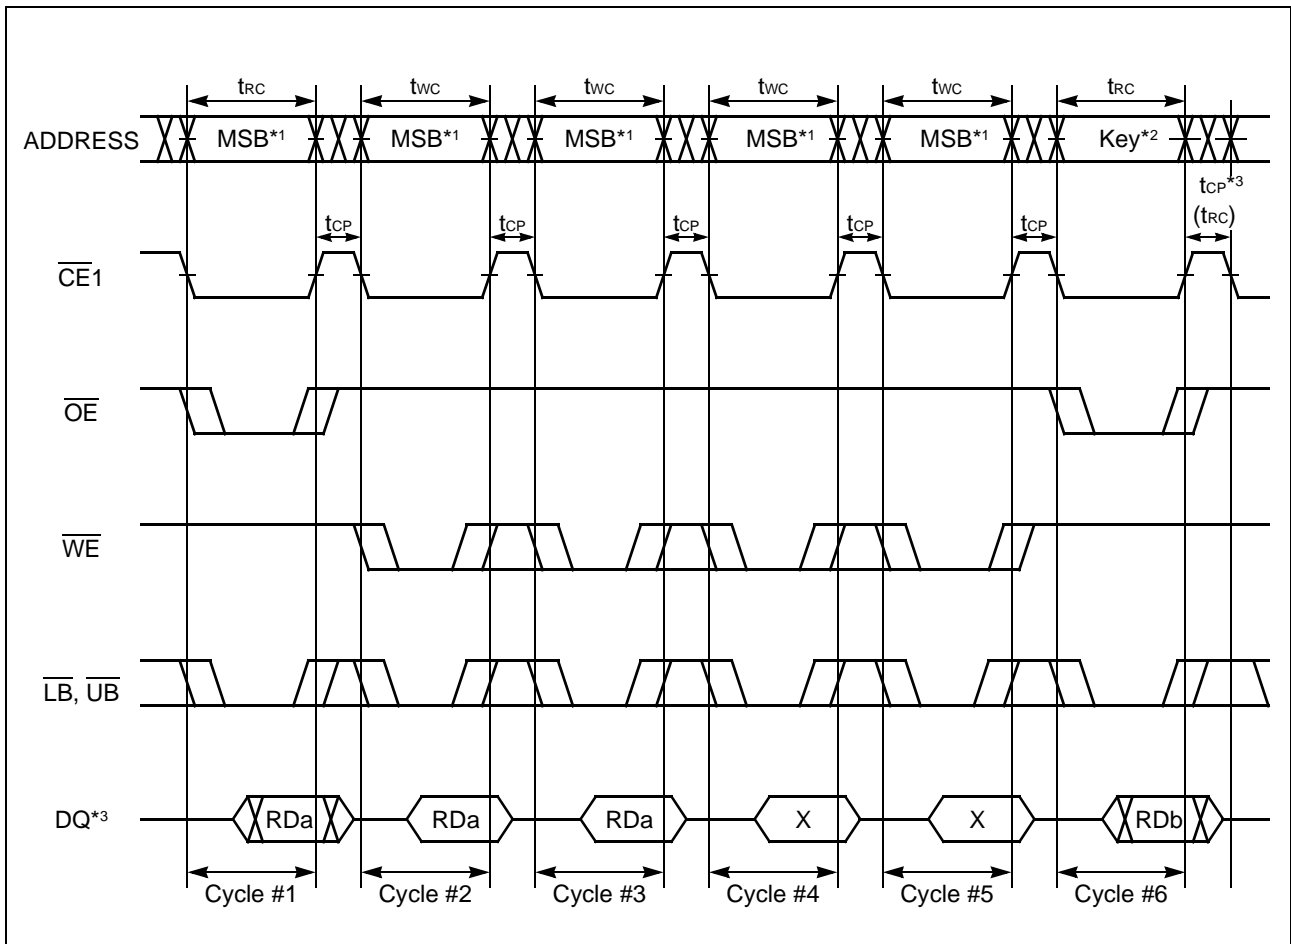 tRC tWC tWC tWC tWC tRC
ADDRESS MSB*1 MSB*1 MSB*1 MSB*1 MSB*1 Key*2
tCP*3
tCP tCP tCP tCP tCP (tRC)
CE1
OE
WE
LB, UB
DQ*3 RDa RDa RDa X X RDb
Cycle #1 Cycle #2 Cycle #3 Cycle #4 Cycle #5 Cycle #6